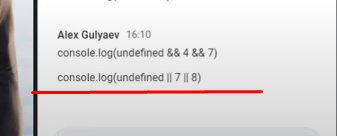 Alex Gulyaev 16:10
console.log(undefined && 4 && 7)
console.log(undefined || 7 || 8)